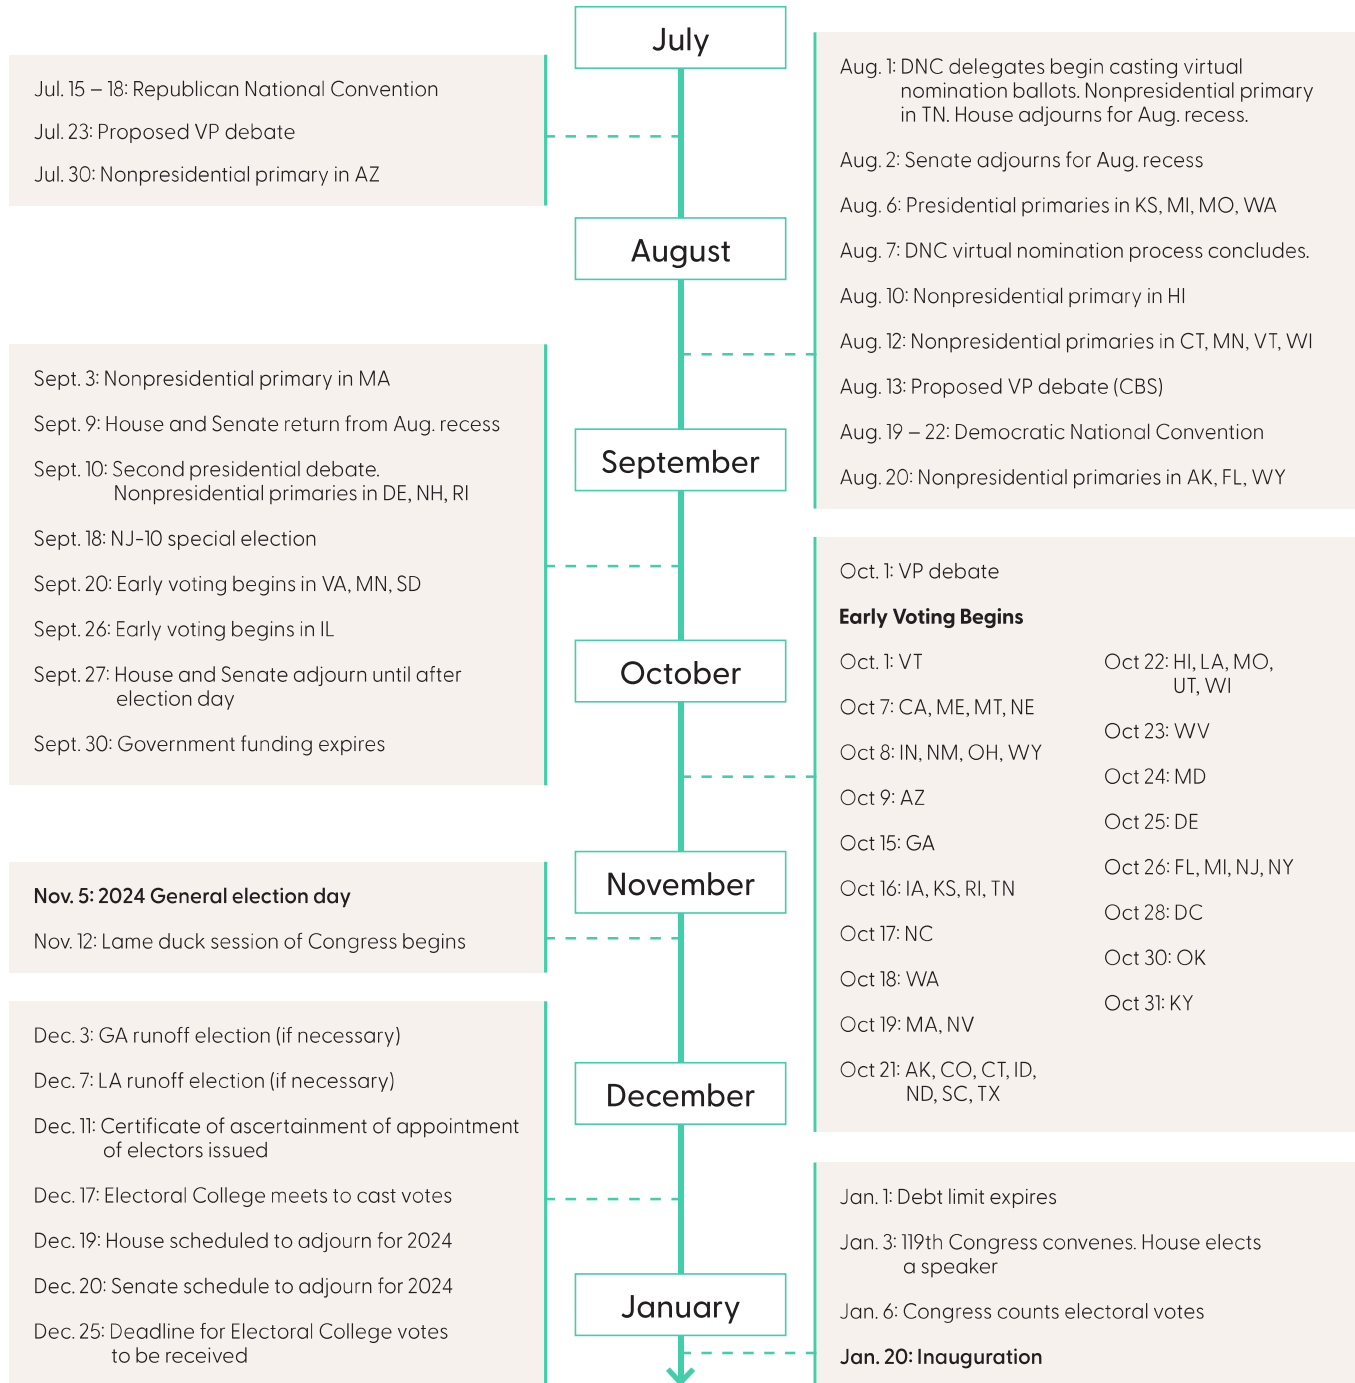 July
Jul. 15 – 18: Republican National Convention
Jul. 23: Proposed VP debate
Jul. 30: Nonpresidential primary in AZ
August
Aug. 1: DNC delegates begin casting virtual
nomination ballots. Nonpresidential primary
in TN. House adjourns for Aug. recess.
Aug. 2: Senate adjourns for Aug. recess
Aug. 6: Presidential primaries in KS, MI, MO, WA
Aug. 7: DNC virtual nomination process concludes.
Aug. 10: Nonpresidential primary in HI
Aug. 12: Nonpresidential primaries in CT, MN, VT, WI
Aug. 13: Proposed VP debate (CBS)
Aug. 19 – 22: Democratic National Convention
Aug. 20: Nonpresidential primaries in AK, FL, WY
September
Sept. 3: Nonpresidential primary in MA
Sept. 9: House and Senate return from Aug. recess
Sept. 10: Second presidential debate.
Nonpresidential primaries in DE, NH, RI
Sept. 18: NJ-10 special election
Sept. 20: Early voting begins in VA, MN, SD
Sept. 26: Early voting begins in IL
Sept. 27: House and Senate adjourn until after
election day
Sept. 30: Government funding expires
October
Oct. 1: VP debate
Early Voting Begins
Oct. 1: VT
Oct 7: CA, ME, MT, NE
Oct 8: IN, NM, OH, WY
Oct 9: AZ
Oct 15: GA
Oct 16: IA, KS, RI, TN
Oct 17: NC
Oct 18: WA
Oct 19: MA, NV
Oct 21: AK, CO, CT, ID,
ND, SC, TX
Oct 22: HI, LA, MO,
UT, WI
Oct 23: WV
Oct 24: MD
Oct 25: DE
Oct 26: FL, MI, NJ, NY
Oct 28: DC
Oct 30: OK
Oct 31: KY
November
Nov. 5: 2024 General election day
Nov. 12: Lame duck session of Congress begins
December
Dec. 3: GA runoff election (if necessary)
Dec. 7: LA runoff election (if necessary)
Dec. 11: Certificate of ascertainment of appointment
of electors issued
Dec. 17: Electoral College meets to cast votes
Dec. 19: House scheduled to adjourn for 2024
Dec. 20: Senate schedule to adjourn for 2024
Dec. 25: Deadline for Electoral College votes
to be received
January
Jan. 1: Debt limit expires
Jan. 3: 119th Congress convenes. House elects
a speaker
Jan. 6: Congress counts electoral votes
Jan. 20: Inauguration